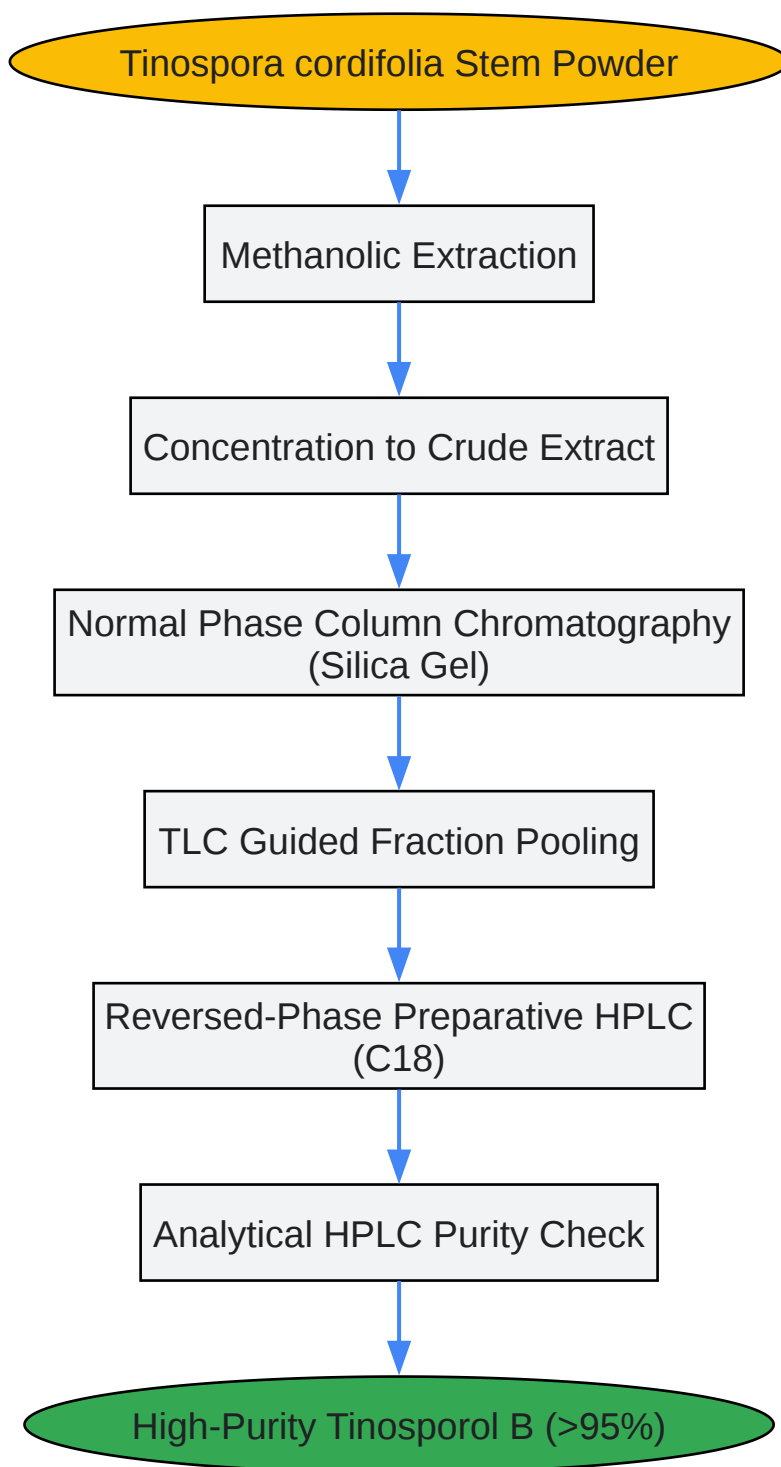 Tinospora cordifolia Stem Powder
Methanolic Extraction
Concentration to Crude Extract
Normal Phase Column Chromatography
(Silica Gel)
TLC Guided Fraction Pooling
Reversed-Phase Preparative HPLC
(C18)
Analytical HPLC Purity Check
High-Purity Tinosporol B (>95%)